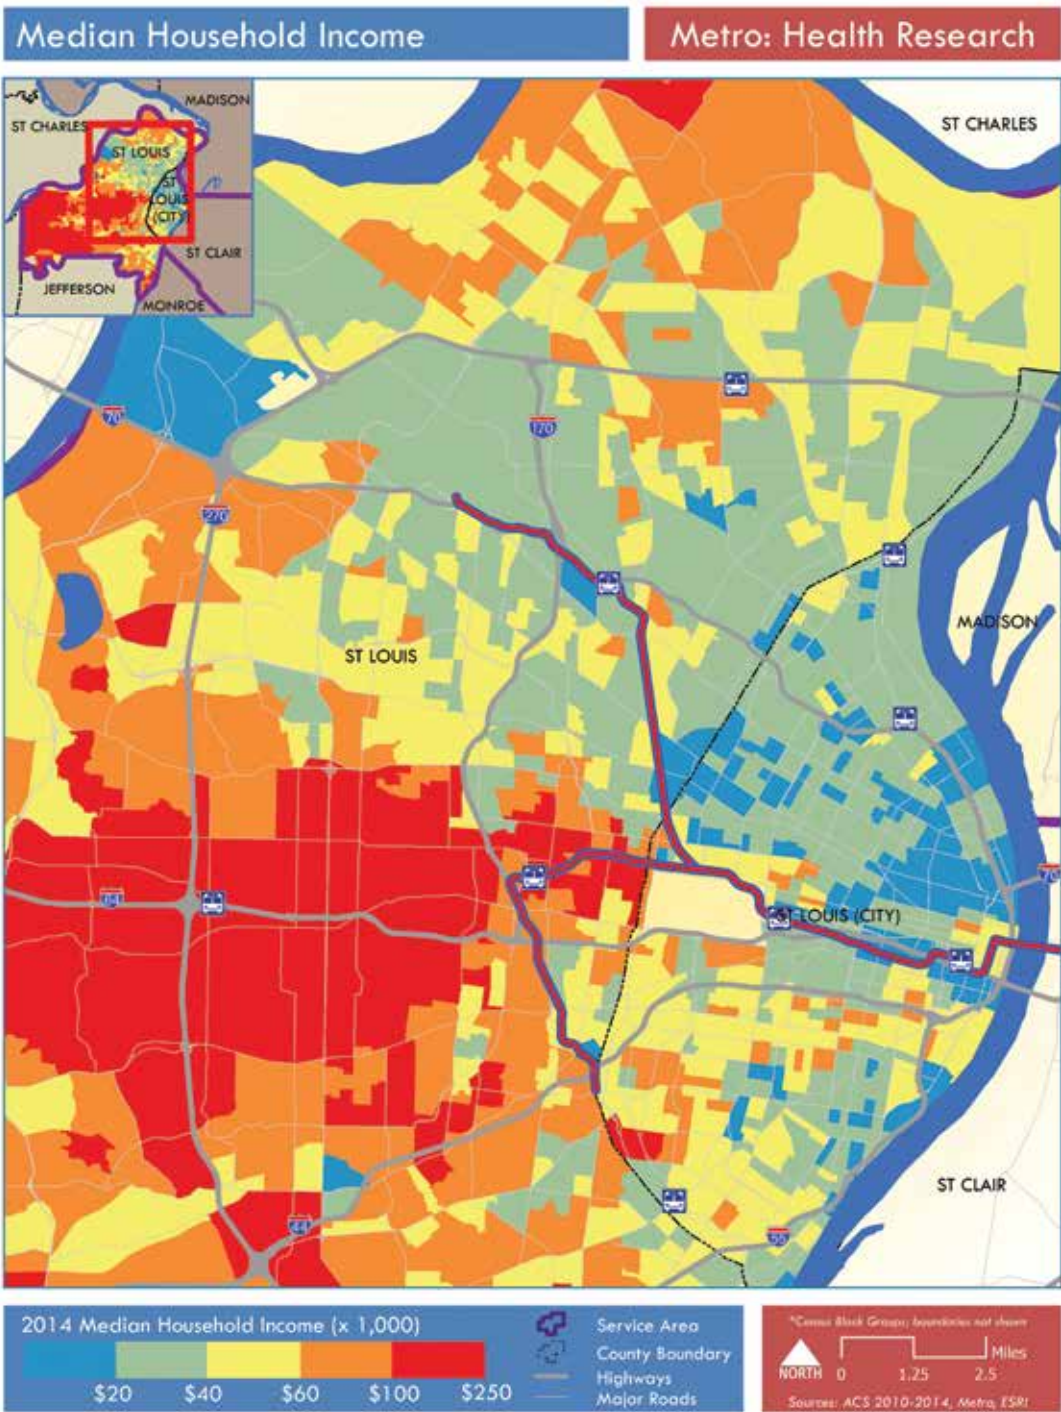 Median Household Income
Metro: Health Research
MADISON
ST CHARLES
ST LOUIS
ST
LOUIS
(CITY)
ST CLAIR
JEFFERSON
MONROE
ST CHARLES
70
170
270
MADISON
ST LOUIS
64
70
ST LOUIS (CITY)
ST CLAIR
44
55
2014 Median Household Income (x 1,000)
$20
$40
$60
$100
$250
Service Area
County Boundary
Highways
Major Roads
*Census Block Groups; boundaries not shown
Miles
NORTH
0
1.25
2.5
Sources: ACS 2010-2014, Metro, ESRI